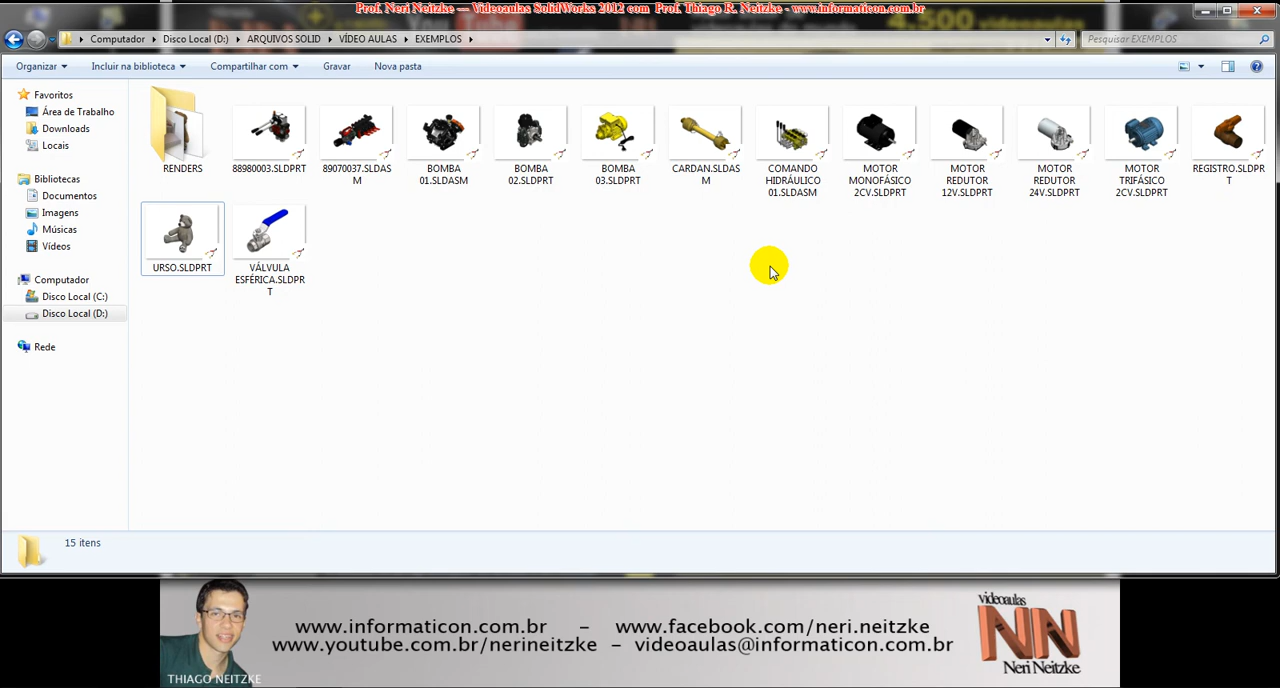 Prof. Neri Neitzke — Videoaulas SolidWorks 2012 com Prof. Thiago R. Neitzke - www.informaticon.com.br
Computador Disco Local (D:) ARQUIVOS SOLID VÍDEO AULAS EXEMPLOS
Pesquisar EXEMPLOS
Organizar Incluir na biblioteca Compartilhar com Gravar Nova pasta
Favoritos
Área de Trabalho
Downloads
Locais
Bibliotecas
Documentos
Imagens
Músicas
Vídeos
Computador
Disco Local (C:)
Disco Local (D:)
Rede
RENDERS
88980003.SLDPRT
89070037.SLDAS
M
BOMBA
01.SLDASM
BOMBA
02.SLDPRT
BOMBA
03.SLDPRT
CARDAN.SLDAS
M
COMANDO
HIDRÁULICO
01.SLDASM
MOTOR
MONOFÁSICO
2CV.SLDPRT
MOTOR
REDUTOR
12V.SLDPRT
MOTOR
REDUTOR
24V.SLDPRT
MOTOR
TRIFÁSICO
2CV.SLDPRT
REGISTRO.SLDPR
T
URSO.SLDPRT
VÁLVULA
ESFÉRICA.SLDPR
T
15 itens
www.informaticon.com.br - www.facebook.com/neri.neitzke
www.youtube.com.br/nerineitzke - videoaulas@informaticon.com.br
THIAGO NEITZKE
videoaulas
NN
Neri Neitzke